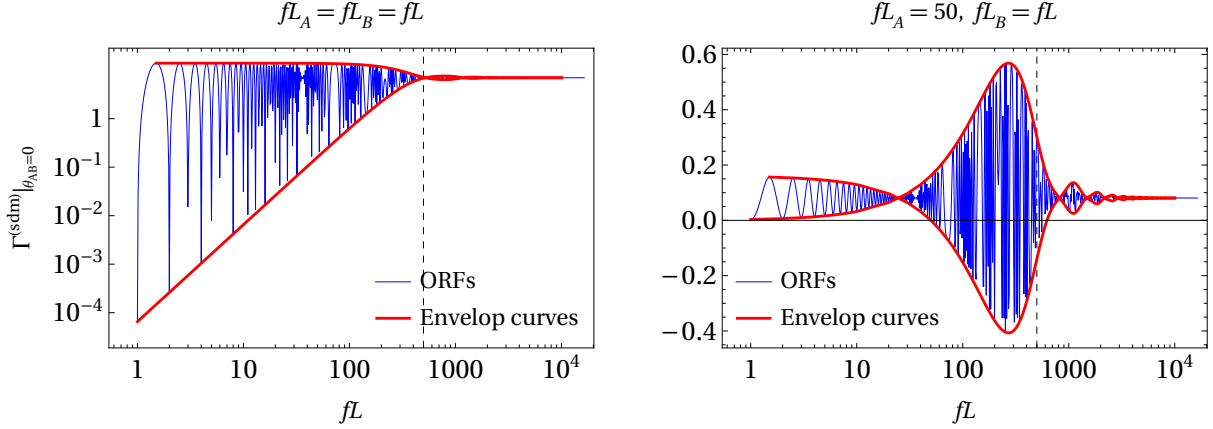 fL_A = fL_B = fL
Γ^(sdm)|_θ_AB=0
1
10^−1
10^−2
10^−3
10^−4
ORFs
Envelop curves
1 10 100 1000 10^4
fL
fL_A = 50, fL_B = fL
0.6
0.4
0.2
0.0
−0.2
−0.4
ORFs
Envelop curves
1 10 100 1000 10^4
fL